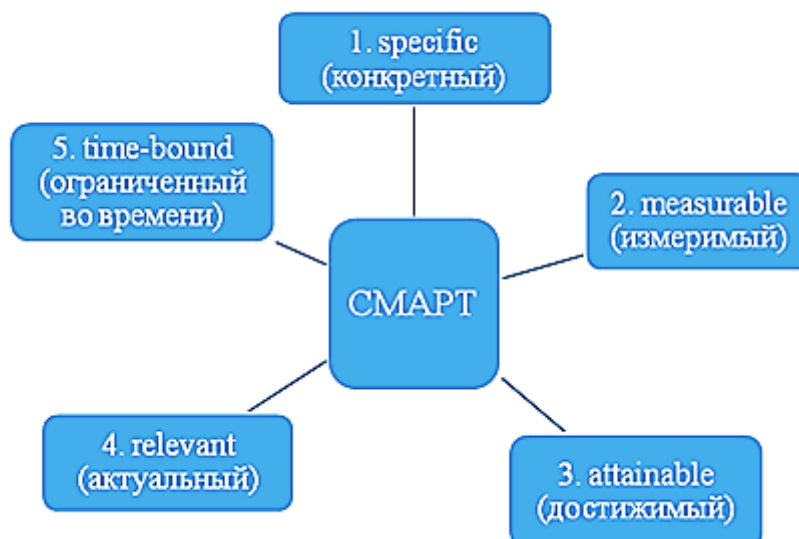 1. specific
(конкретный)
2. measurable
(измеримый)
3. attainable
(достижимый)
4. relevant
(актуальный)
5. time-bound
(ограниченный
во времени)
СМАРТ